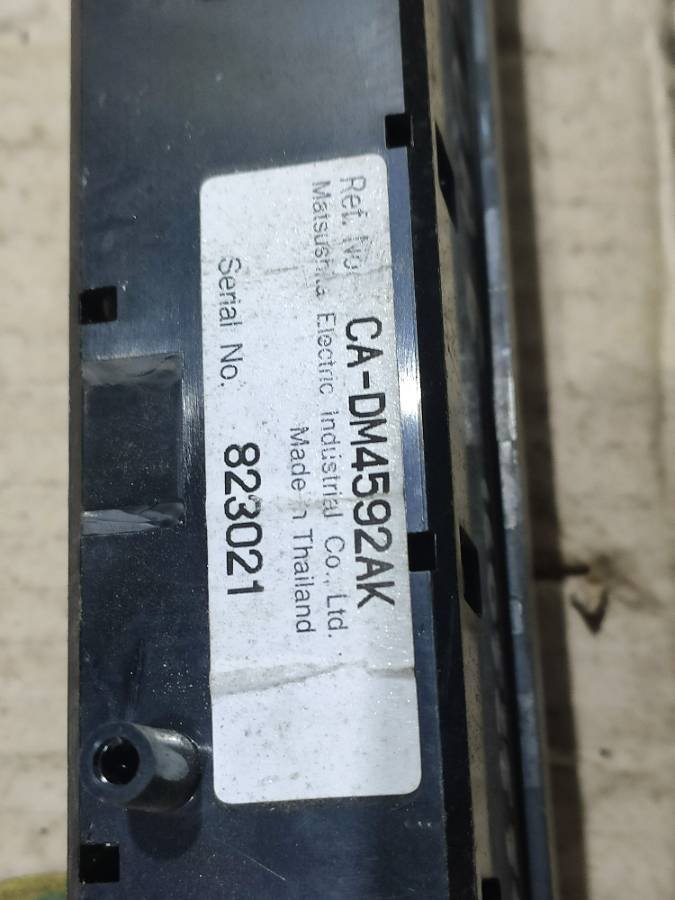 Ref. No. CA-DM4592AK
Matsushita Electric Industrial Co., Ltd.
Made in Thailand
Serial No. 823021